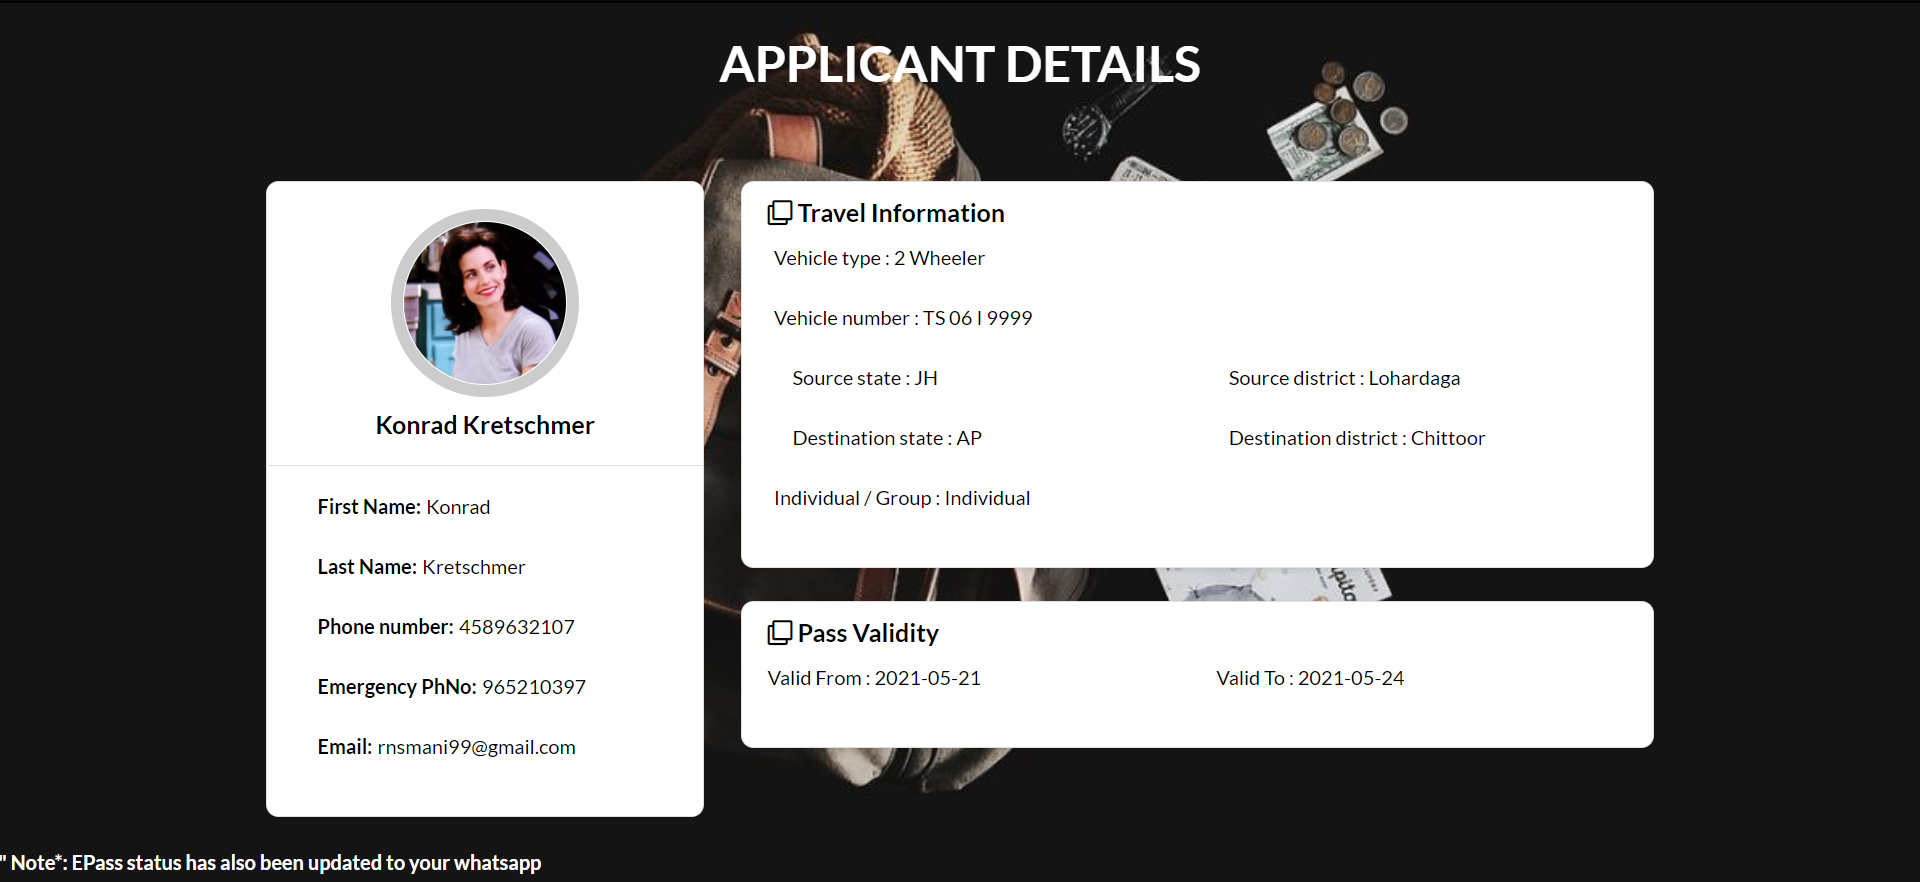 APPLICANT DETAILS
Konrad Kretschmer
First Name: Konrad
Last Name: Kretschmer
Phone number: 4589632107
Emergency PhNo: 965210397
Email: rnsmani99@gmail.com
Travel Information
Vehicle type : 2 Wheeler
Vehicle number : TS 06 I 9999
Source state : JH Source district : Lohardaga
Destination state : AP Destination district : Chittoor
Individual / Group : Individual
Pass Validity
Valid From : 2021-05-21 Valid To : 2021-05-24
" Note*: EPass status has also been updated to your whatsapp